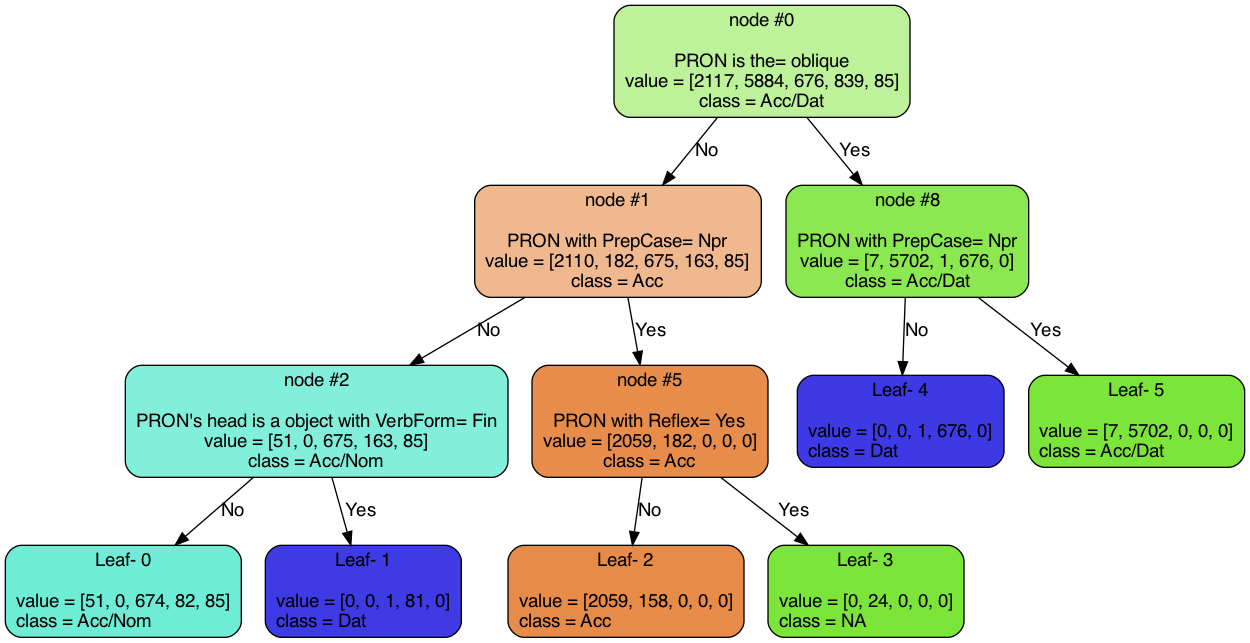 node #0
PRON is the= oblique
value = [2117, 5884, 676, 839, 85]
class = Acc/Dat
No
Yes
node #1
PRON with PrepCase= Npr
value = [2110, 182, 675, 163, 85]
class = Acc
node #8
PRON with PrepCase= Npr
value = [7, 5702, 1, 676, 0]
class = Acc/Dat
No
Yes
No
Yes
node #2
PRON's head is a object with VerbForm= Fin
value = [51, 0, 675, 163, 85]
class = Acc/Nom
node #5
PRON with Reflex= Yes
value = [2059, 182, 0, 0, 0]
class = Acc
Leaf- 4
value = [0, 0, 1, 676, 0]
class = Dat
Leaf- 5
value = [7, 5702, 0, 0, 0]
class = Acc/Dat
No
Yes
No
Yes
Leaf- 0
value = [51, 0, 674, 82, 85]
class = Acc/Nom
Leaf- 1
value = [0, 0, 1, 81, 0]
class = Dat
Leaf- 2
value = [2059, 158, 0, 0, 0]
class = Acc
Leaf- 3
value = [0, 24, 0, 0, 0]
class = NA